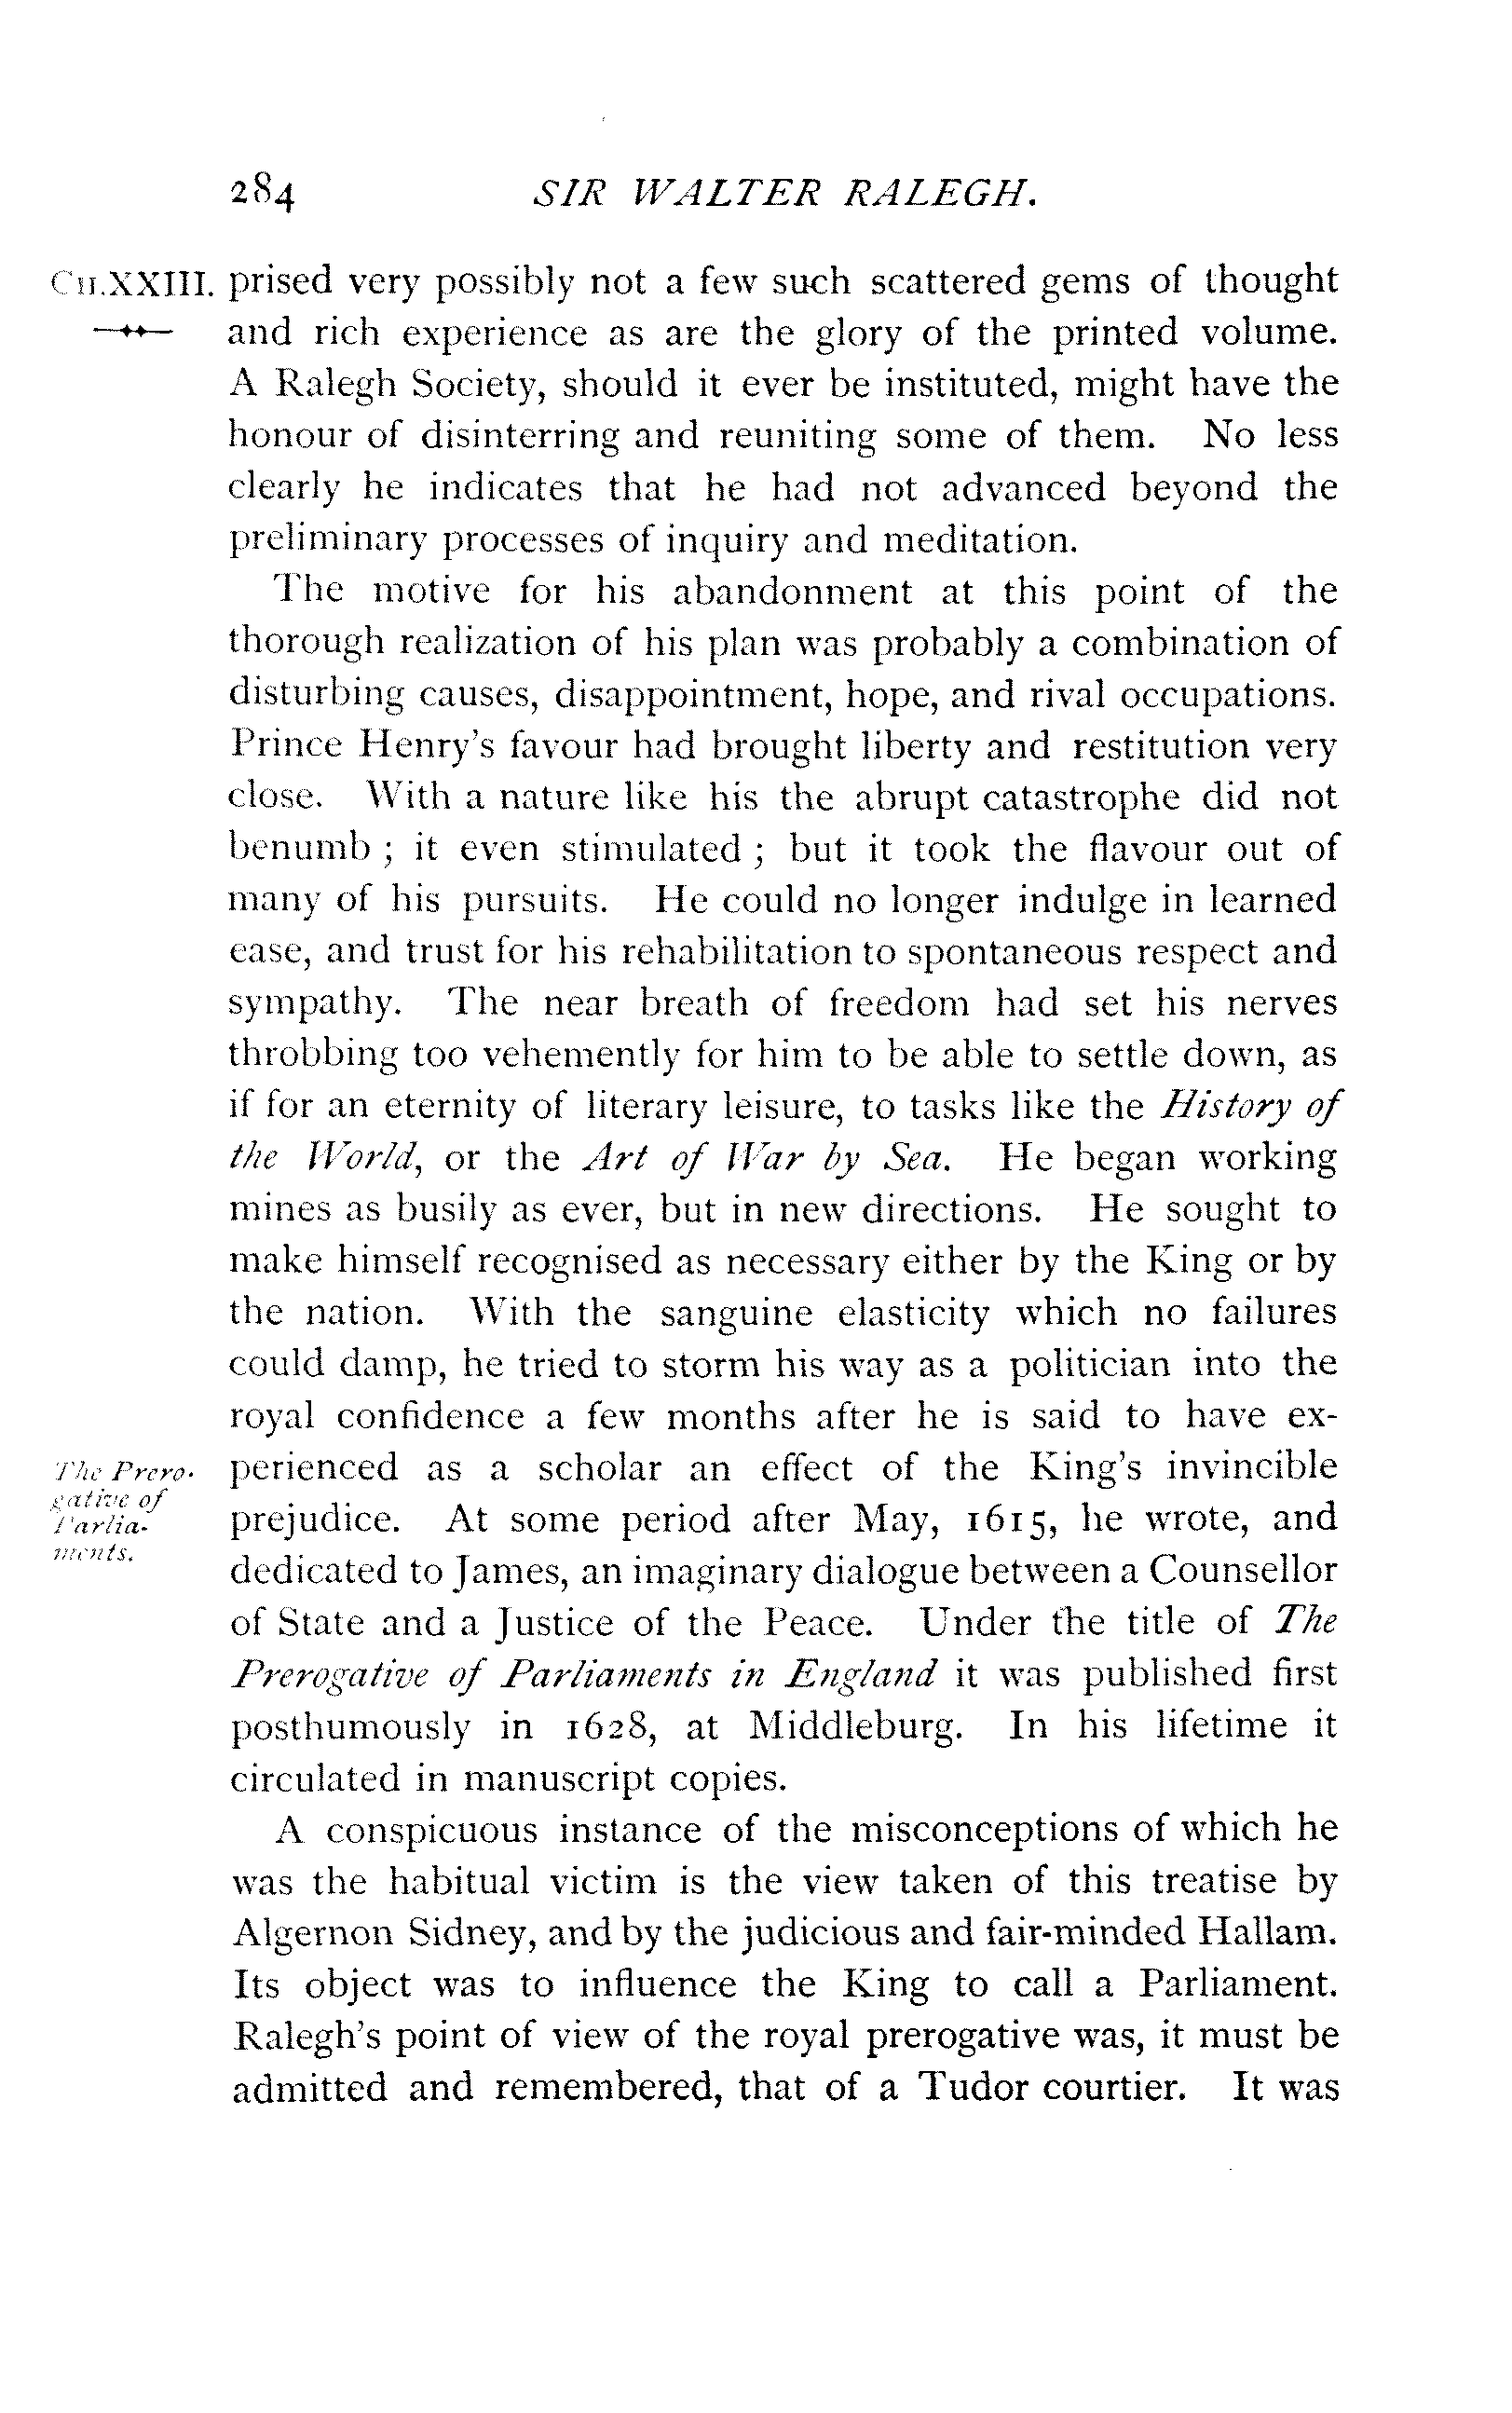 284 SIR WALTER RALEGH.
CH. XXIII. prised very possibly not a few such scattered gems of thought
and rich experience as are the glory of the printed volume.
A Ralegh Society, should it ever be instituted, might have the
honour of disinterring and reuniting some of them. No less
clearly he indicates that he had not advanced beyond the
preliminary processes of inquiry and meditation.
The motive for his abandonment at this point of the
thorough realization of his plan was probably a combination of
disturbing causes, disappointment, hope, and rival occupations.
Prince Henry's favour had brought liberty and restitution very
close. With a nature like his the abrupt catastrophe did not
benumb ; it even stimulated ; but it took the flavour out of
many of his pursuits. He could no longer indulge in learned
ease, and trust for his rehabilitation to spontaneous respect and
sympathy. The near breath of freedom had set his nerves
throbbing too vehemently for him to be able to settle down, as
if for an eternity of literary leisure, to tasks like the History of
the World, or the Art of War by Sea. He began working
mines as busily as ever, but in new directions. He sought to
make himself recognised as necessary either by the King or by
the nation. With the sanguine elasticity which no failures
could damp, he tried to storm his way as a politician into the
royal confidence a few months after he is said to have ex-
perienced as a scholar an effect of the King's invincible
The Prero-
gative of
Parlia-
ments.
prejudice. At some period after May, 1615, he wrote, and
dedicated to James, an imaginary dialogue between a Counsellor
of State and a Justice of the Peace. Under the title of The
Prerogative of Parliaments in England it was published first
posthumously in 1628, at Middleburg. In his lifetime it
circulated in manuscript copies.
A conspicuous instance of the misconceptions of which he
was the habitual victim is the view taken of this treatise by
Algernon Sidney, and by the judicious and fair-minded Hallam.
Its object was to influence the King to call a Parliament.
Ralegh's point of view of the royal prerogative was, it must be
admitted and remembered, that of a Tudor courtier. It was